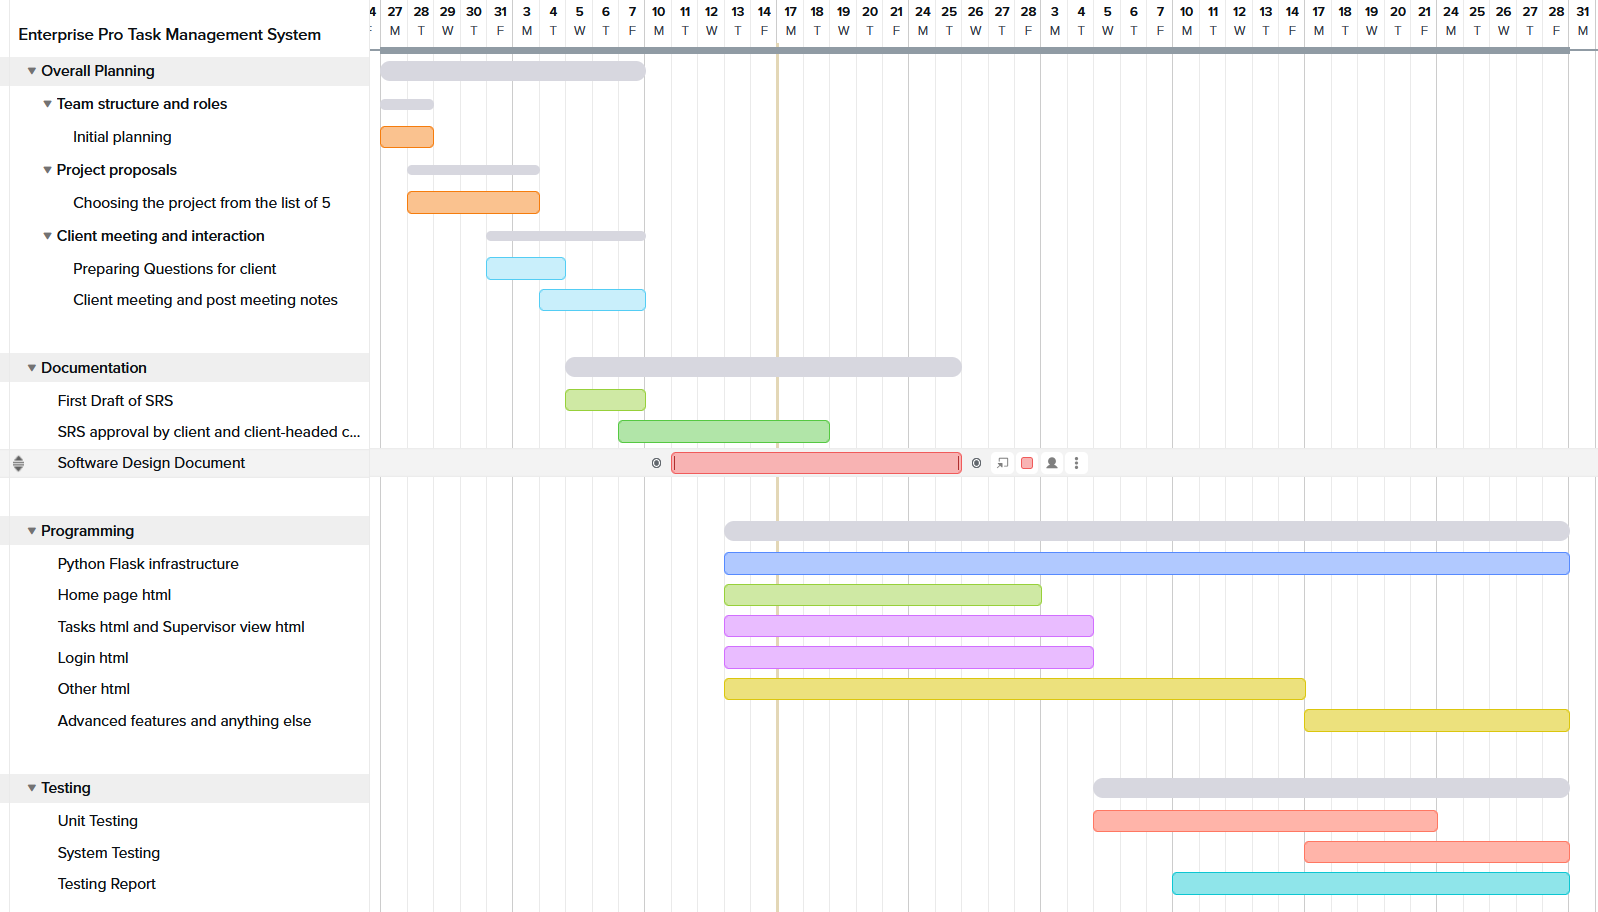 4 27 28 29 30 31 3 4 5 6 7 10 11 12 13 14 17 18 19 20 21 24 25 26 27 28 3 4 5 6 7 10 11 12 13 14 17 18 19 20 21 24 25 26 27 28 31
F M T W T F M T W T F M T W T F M T W T F M T W T F M T W T F M T W T F M T W T F M T W T F M
Enterprise Pro Task Management System
Overall Planning
Team structure and roles
Initial planning
Project proposals
Choosing the project from the list of 5
Client meeting and interaction
Preparing Questions for client
Client meeting and post meeting notes
Documentation
First Draft of SRS
SRS approval by client and client-headed c...
Software Design Document
Programming
Python Flask infrastructure
Home page html
Tasks html and Supervisor view html
Login html
Other html
Advanced features and anything else
Testing
Unit Testing
System Testing
Testing Report